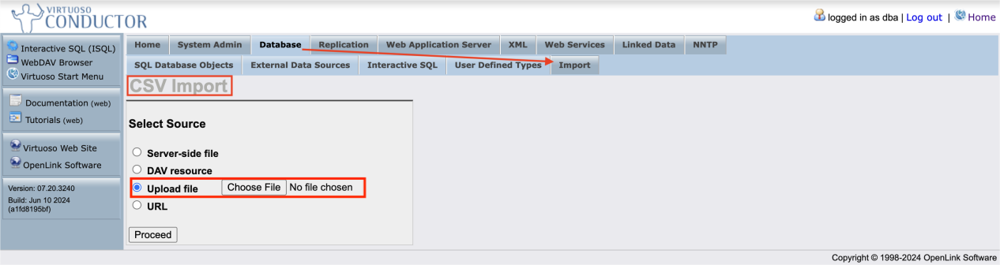 VIRTUOSO
CONDUCTOR
logged in as dba | Log out | Home
Interactive SQL (ISQL)
WebDAV Browser
Virtuoso Start Menu
Documentation (web)
Tutorials (web)
Virtuoso Web Site
OpenLink Software
Version: 07.20.3240
Build: Jun 10 2024
(a1fd8195bf)
Home System Admin Database Replication Web Application Server XML Web Services Linked Data NNTP
SQL Database Objects External Data Sources Interactive SQL User Defined Types Import
CSV Import
Select Source
Server-side file
DAV resource
Upload file Choose File No file chosen
URL
Proceed
Copyright © 1998-2024 OpenLink Software